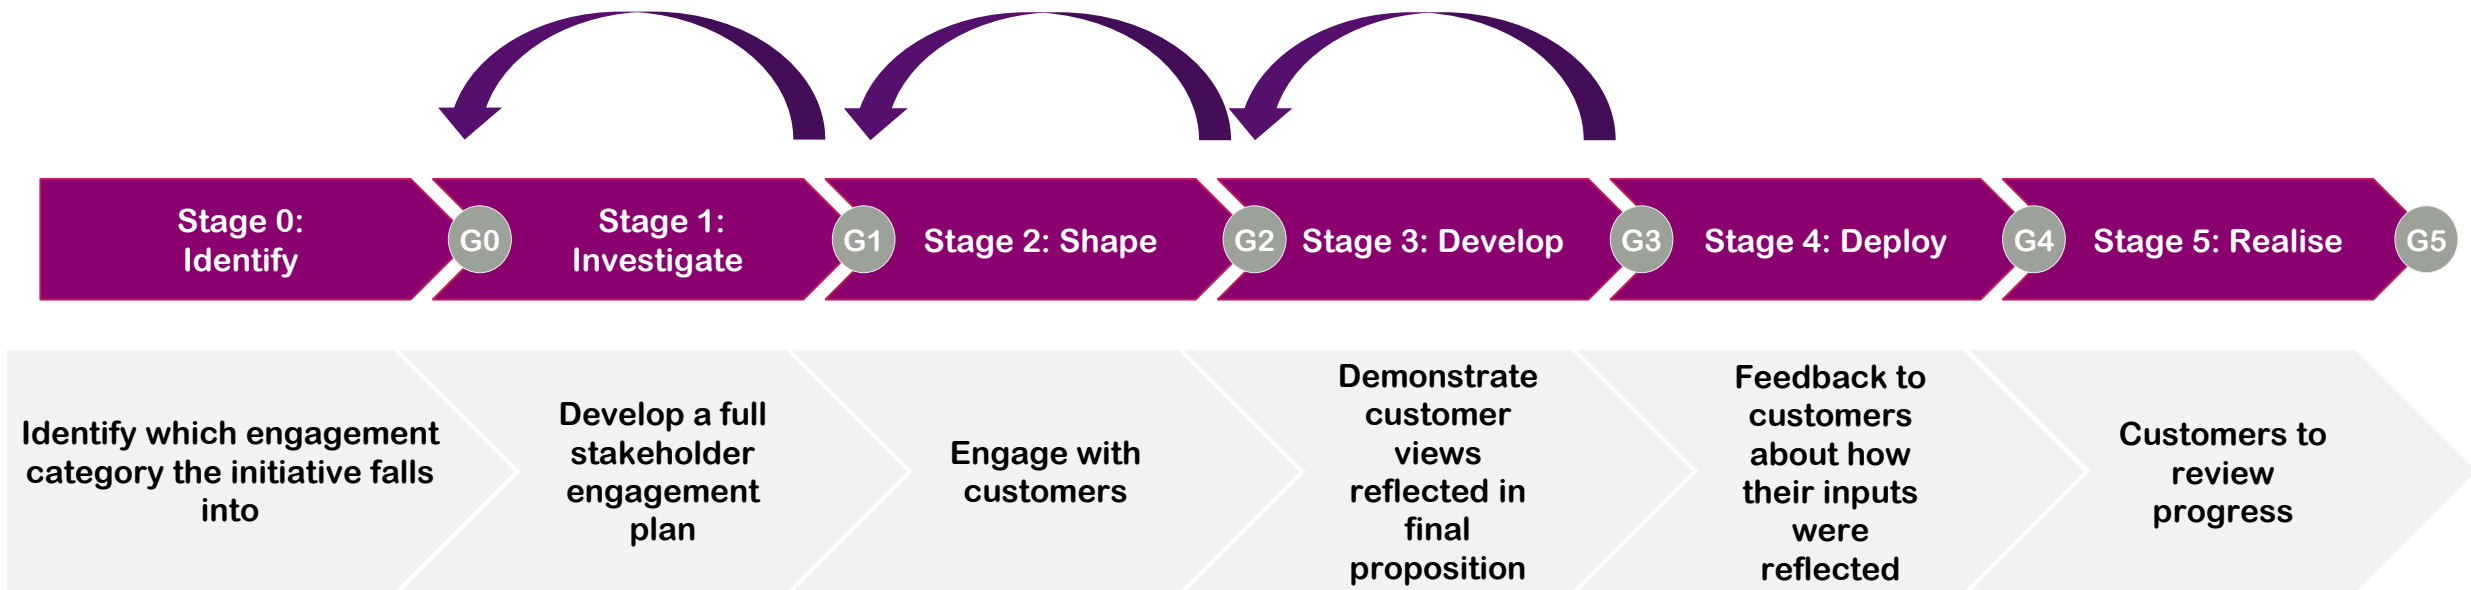 Stage 0:
Identify
G0
Stage 1:
Investigate
G1
Stage 2: Shape
G2
Stage 3: Develop
G3
Stage 4: Deploy
G4
Stage 5: Realise
G5
Identify which engagement
category the initiative falls
into
Develop a full
stakeholder
engagement
plan
Engage with
customers
Demonstrate
customer
views
reflected in
final
proposition
Feedback to
customers
about how
their inputs
were
reflected
Customers to
review
progress